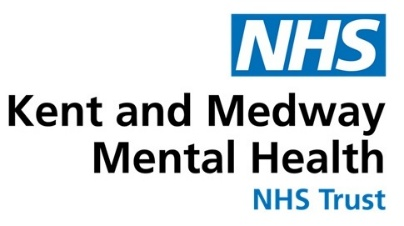 NHS
Kent and Medway
Mental Health
NHS Trust